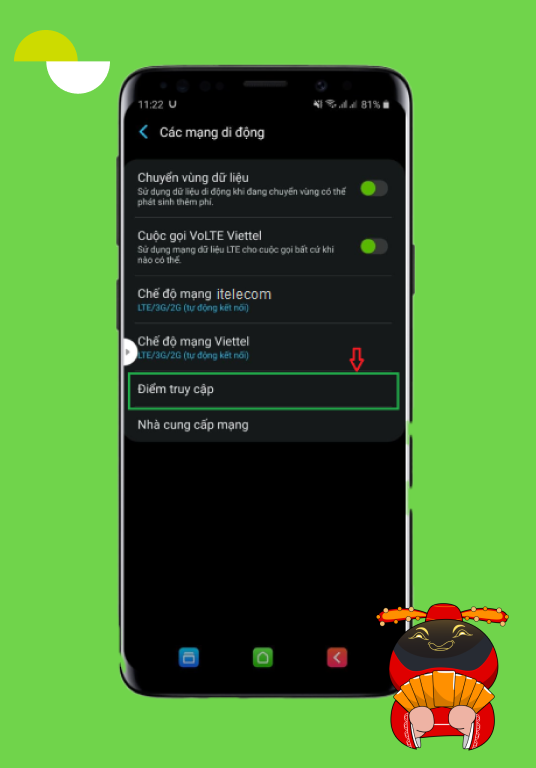 11:22 U 81%
Các mạng di động
Chuyển vùng dữ liệu
Sử dụng dữ liệu di động khi đang chuyển vùng có thể
phát sinh thêm phí.
Cuộc gọi VoLTE Viettel
Sử dụng mạng dữ liệu LTE cho cuộc gọi bất cứ khi
nào có thể.
Chế độ mạng itelecom
LTE/3G/2G (tự động kết nối)
Chế độ mạng Viettel
LTE/3G/2G (tự động kết nối)
Điểm truy cập
Nhà cung cấp mạng